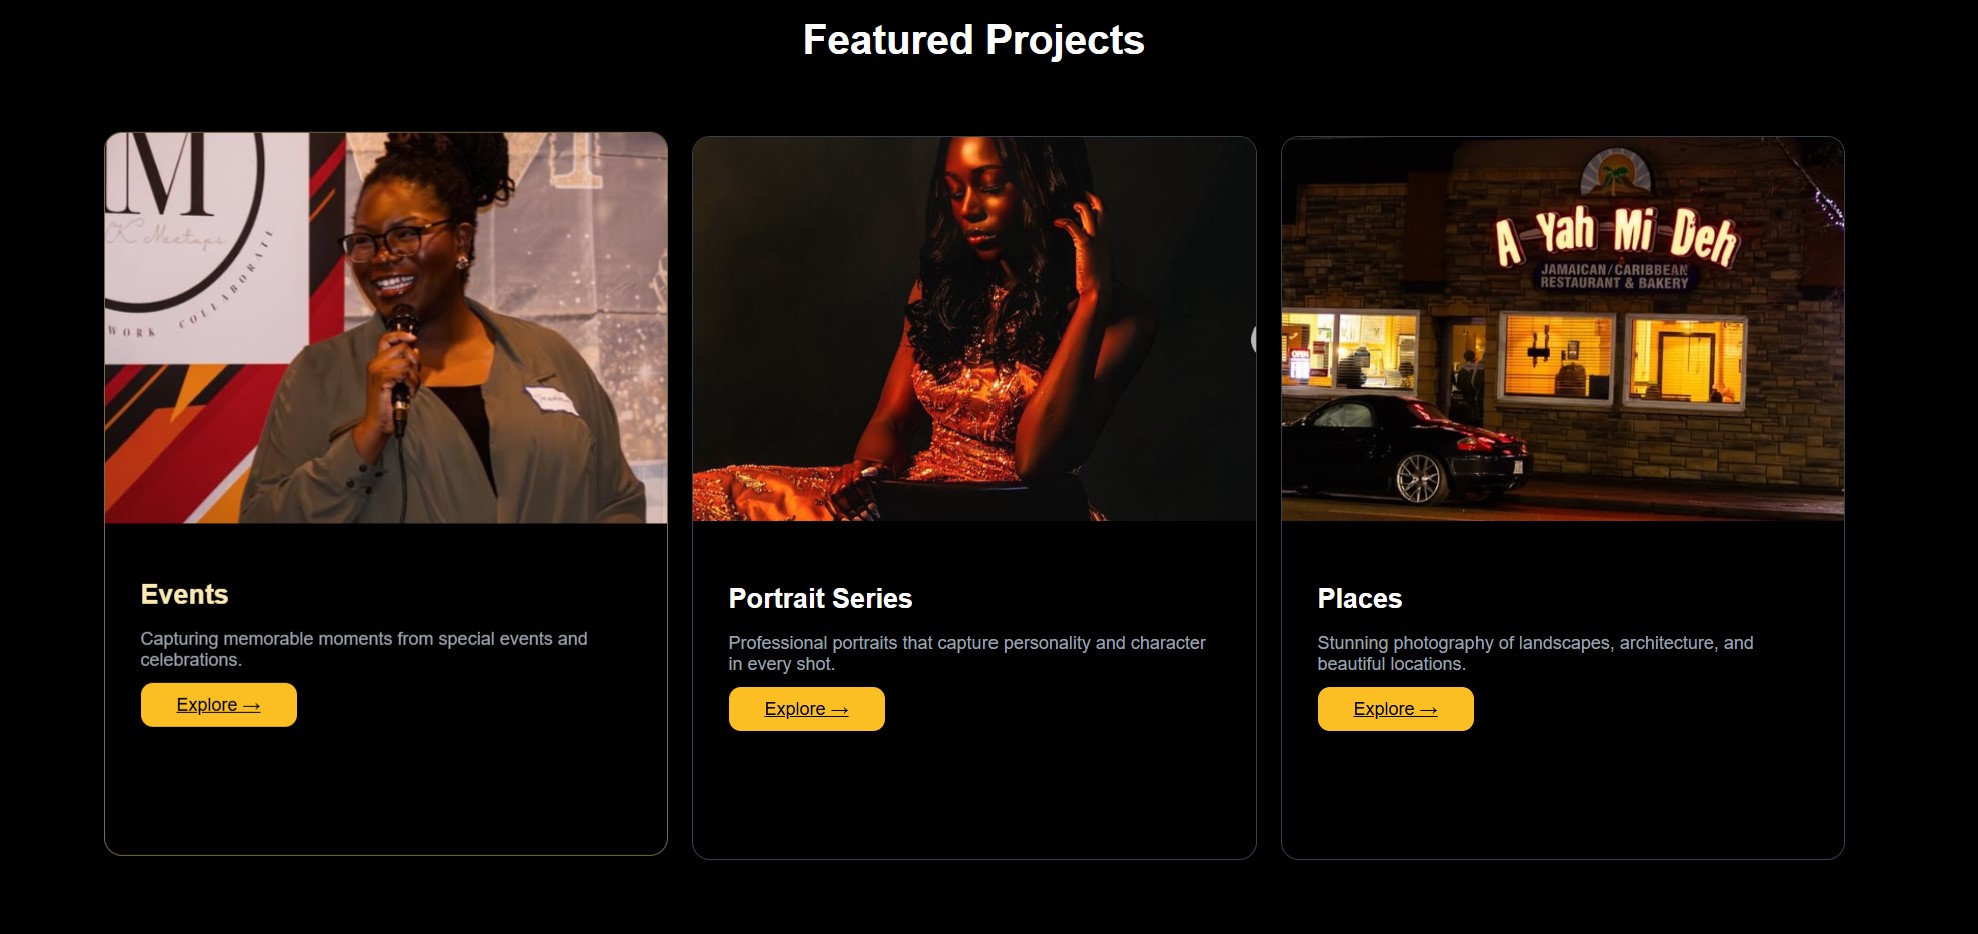 Featured Projects
M
CK Meetups
WORK COLLABORATE
A Yah Mi Deh
JAMAICAN/CARIBBEAN
RESTAURANT & BAKERY
OPEN
Events
Capturing memorable moments from special events and
celebrations.
Explore →
Portrait Series
Professional portraits that capture personality and character
in every shot.
Explore →
Places
Stunning photography of landscapes, architecture, and
beautiful locations.
Explore →